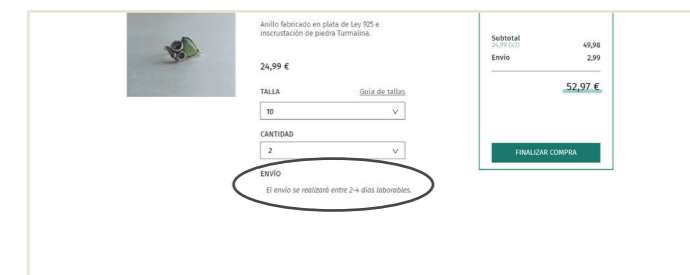 Anillo fabricado en plata de Ley 925 e
inscrustación de piedra Turmalina.
24,99 €
TALLA Guía de tallas
10
CANTIDAD
2
ENVÍO
El envío se realizará entre 2-4 días laborables.
Subtotal
24,99 (x2) 49,98
Envío 2,99
52,97 €
FINALIZAR COMPRA